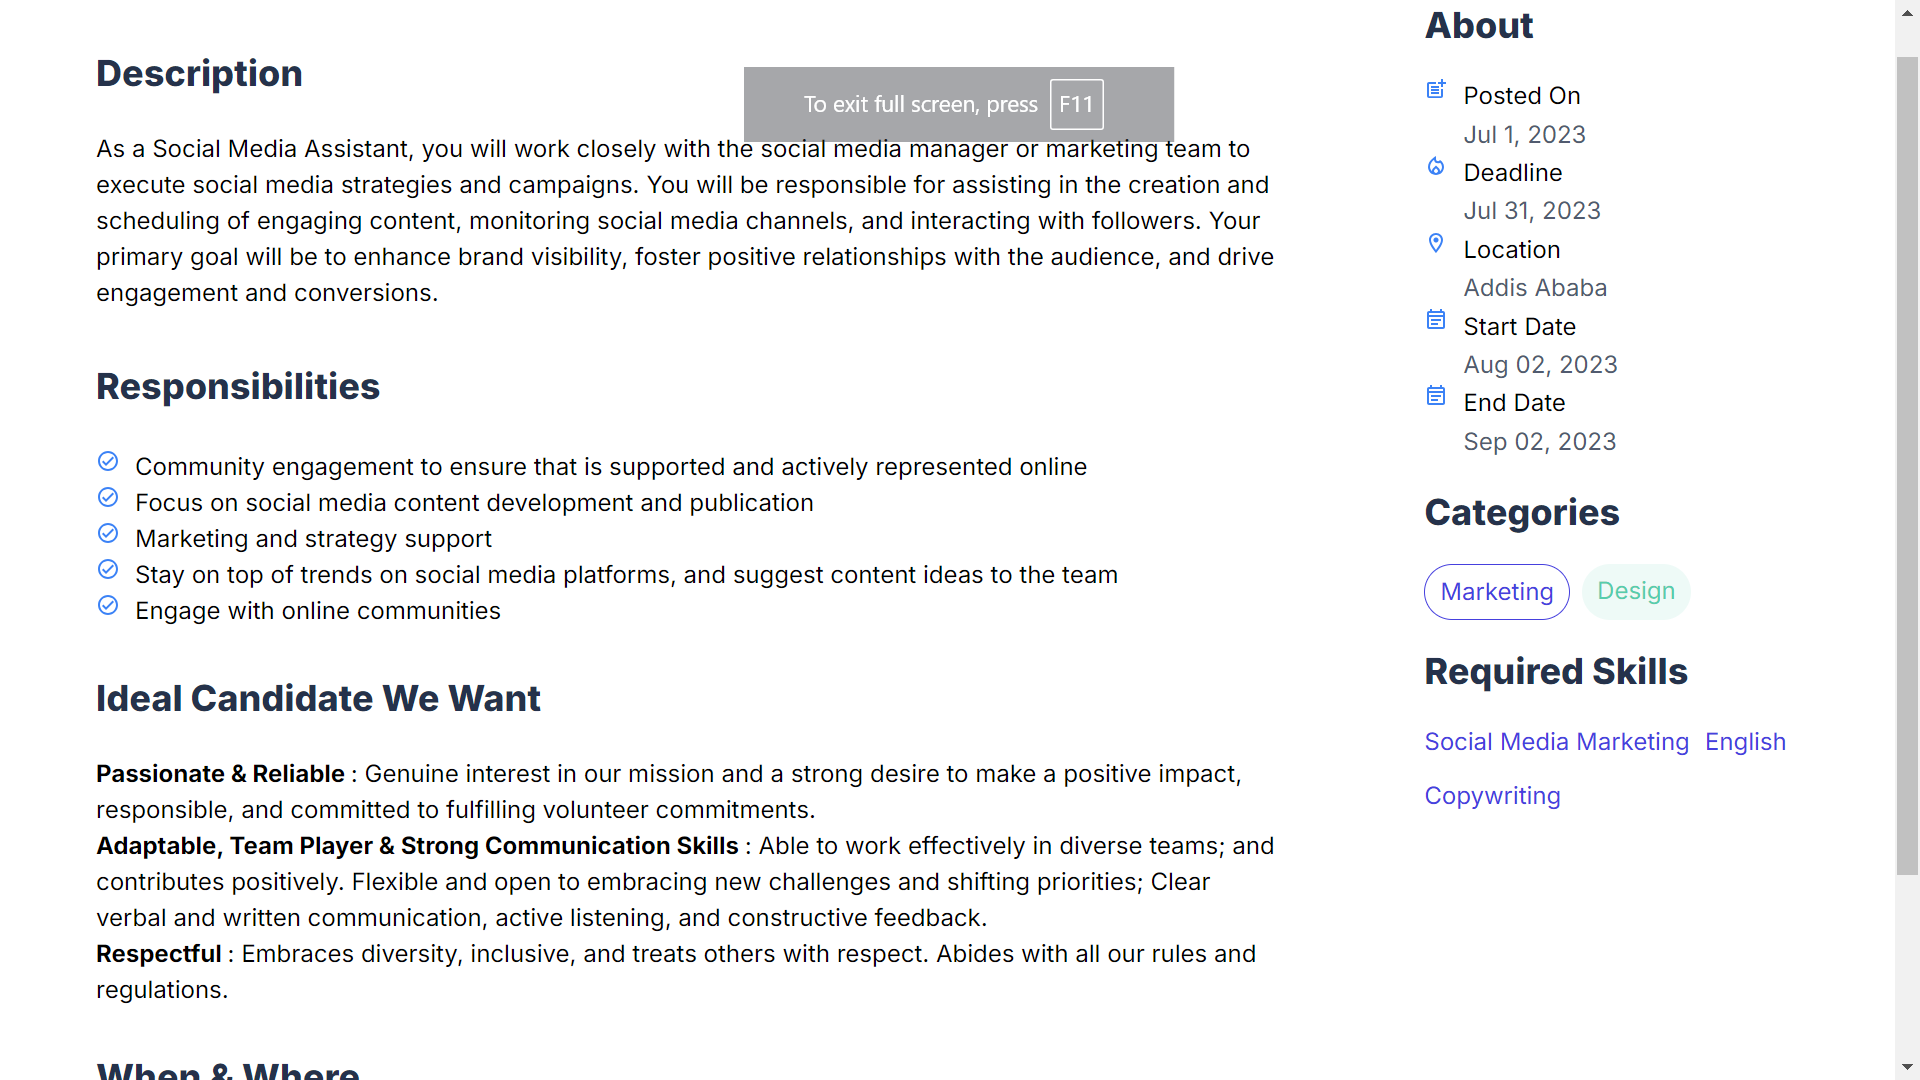 Description
To exit full screen, press F11
As a Social Media Assistant, you will work closely with the social media manager or marketing team to
execute social media strategies and campaigns. You will be responsible for assisting in the creation and
scheduling of engaging content, monitoring social media channels, and interacting with followers. Your
primary goal will be to enhance brand visibility, foster positive relationships with the audience, and drive
engagement and conversions.
Responsibilities
Community engagement to ensure that is supported and actively represented online
Focus on social media content development and publication
Marketing and strategy support
Stay on top of trends on social media platforms, and suggest content ideas to the team
Engage with online communities
Ideal Candidate We Want
Passionate & Reliable : Genuine interest in our mission and a strong desire to make a positive impact,
responsible, and committed to fulfilling volunteer commitments.
Adaptable, Team Player & Strong Communication Skills : Able to work effectively in diverse teams; and
contributes positively. Flexible and open to embracing new challenges and shifting priorities; Clear
verbal and written communication, active listening, and constructive feedback.
Respectful : Embraces diversity, inclusive, and treats others with respect. Abides with all our rules and
regulations.
When & Where
About
Posted On
Jul 1, 2023
Deadline
Jul 31, 2023
Location
Addis Ababa
Start Date
Aug 02, 2023
End Date
Sep 02, 2023
Categories
Marketing Design
Required Skills
Social Media Marketing English
Copywriting